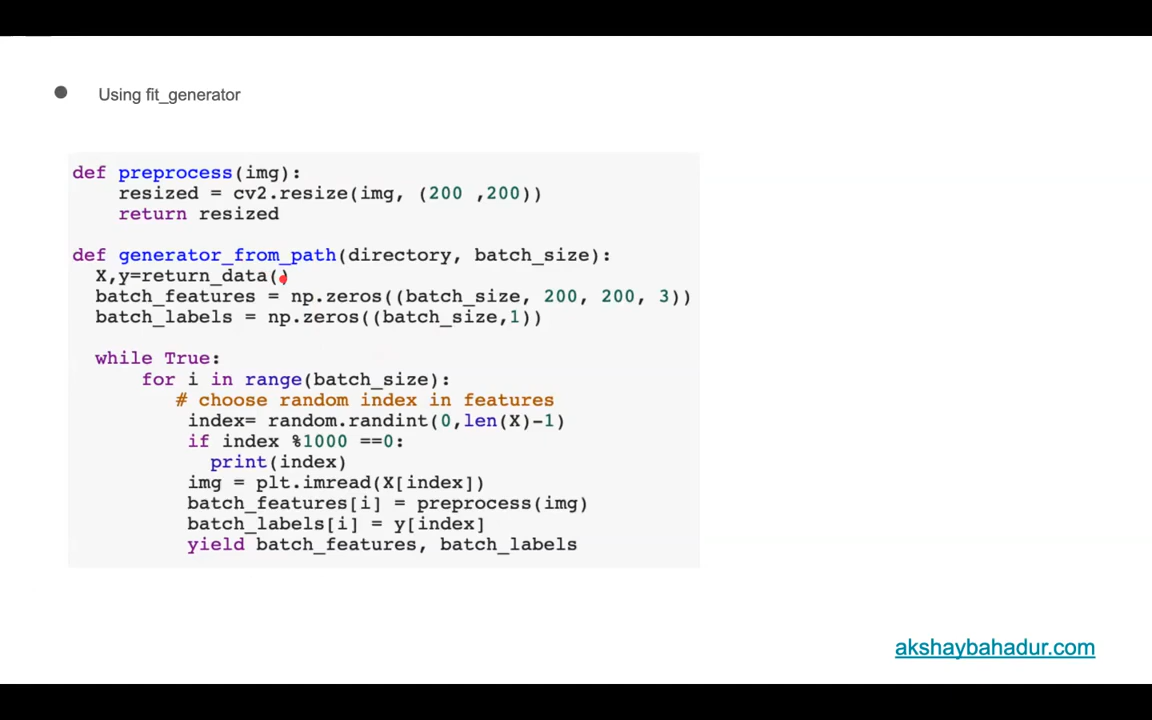 Using fit_generator
def preprocess(img):
resized = cv2.resize(img, (200 ,200))
return resized
def generator_from_path(directory, batch_size):
X,y=return_data()
batch_features = np.zeros((batch_size, 200, 200, 3))
batch_labels = np.zeros((batch_size,1))
while True:
for i in range(batch_size):
# choose random index in features
index= random.randint(0,len(X)-1)
if index %1000 ==0:
print(index)
img = plt.imread(X[index])
batch_features[i] = preprocess(img)
batch_labels[i] = y[index]
yield batch_features, batch_labels
akshaybahadur.com